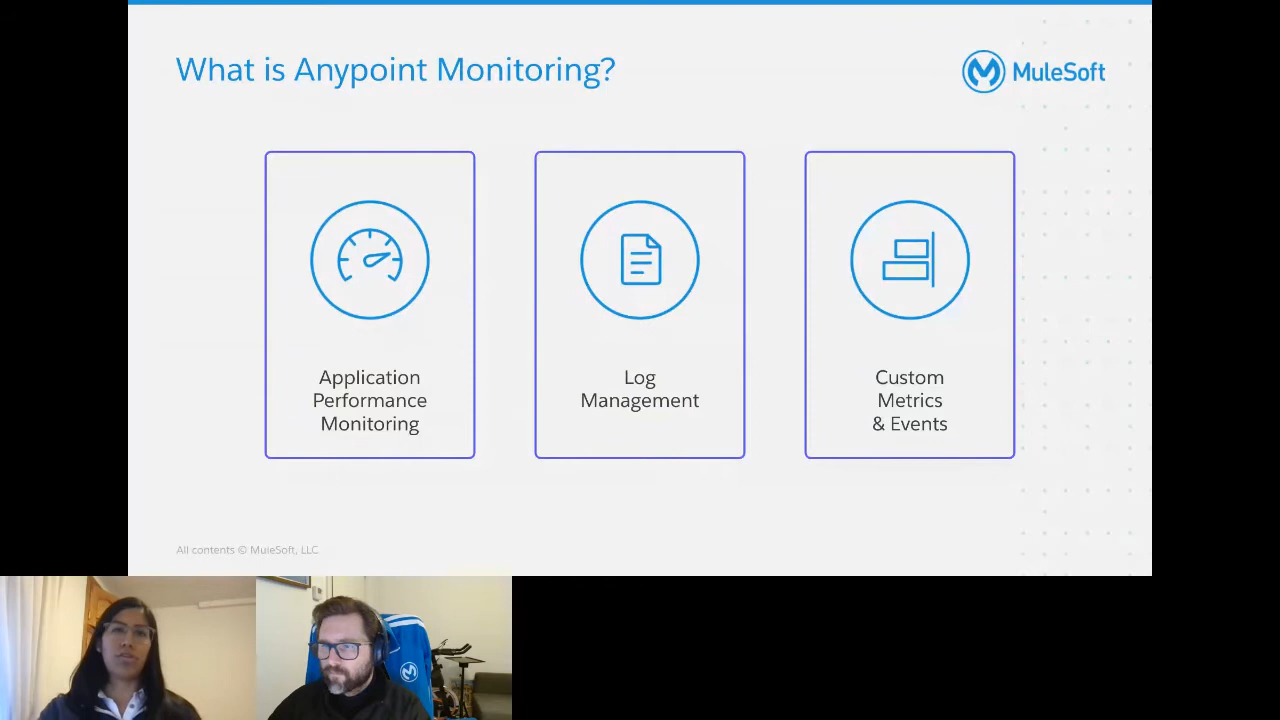 What is Anypoint Monitoring?
MuleSoft
Application
Performance
Monitoring
Log
Management
Custom
Metrics
& Events
All contents © MuleSoft, LLC